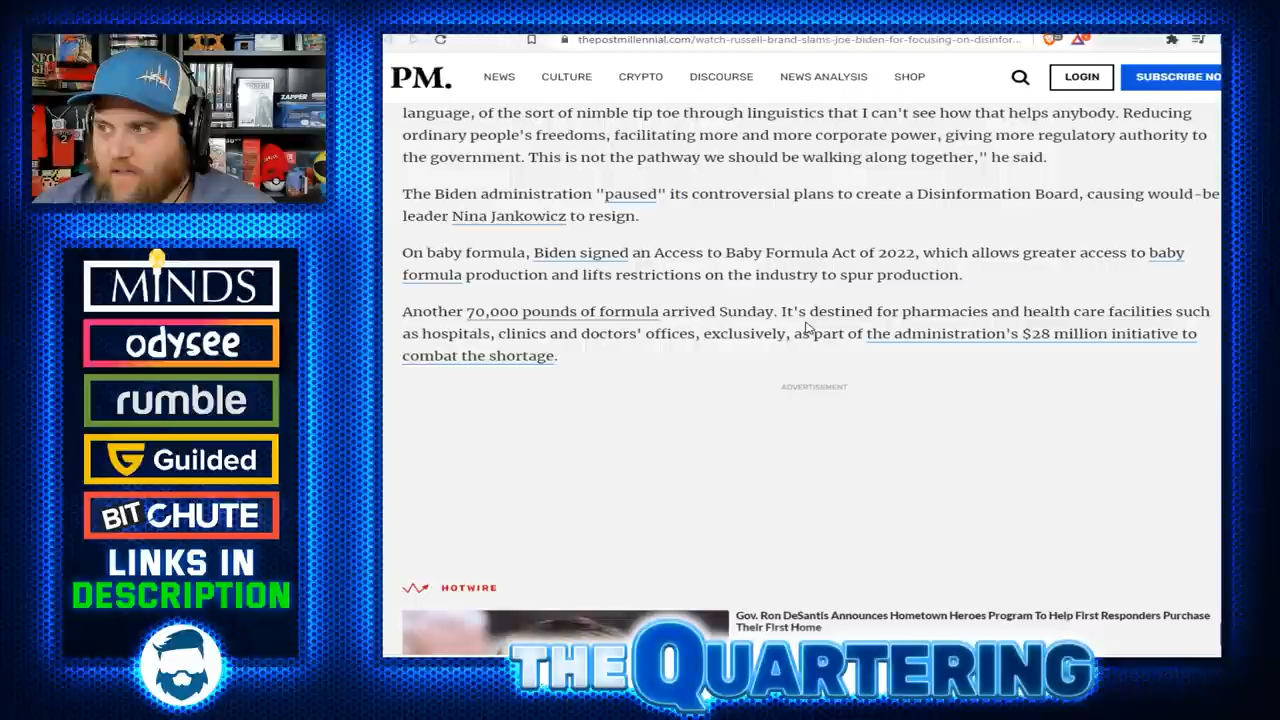 thepostmillennial.com/watch-russell-brand-slams-joe-biden-for-focusing-on-disinfor...
PM.
NEWS
CULTURE
CRYPTO
DISCOURSE
NEWS ANALYSIS
SHOP
LOGIN
SUBSCRIBE NO
language, of the sort of nimble tip toe through linguistics that I can't see how that helps anybody. Reducing
ordinary people's freedoms, facilitating more and more corporate power, giving more regulatory authority to
the government. This is not the pathway we should be walking along together," he said.
The Biden administration "paused" its controversial plans to create a Disinformation Board, causing would-be
leader Nina Jankowicz to resign.
On baby formula, Biden signed an Access to Baby Formula Act of 2022, which allows greater access to baby
formula production and lifts restrictions on the industry to spur production.
Another 70,000 pounds of formula arrived Sunday. It's destined for pharmacies and health care facilities such
as hospitals, clinics and doctors' offices, exclusively, as part of the administration's $28 million initiative to
combat the shortage.
ADVERTISEMENT
HOTWIRE
Gov. Ron DeSantis Announces Hometown Heroes Program To Help First Responders Purchase
Their First Home
ZAPPER
MINDS
odysee
rumble
Guilded
BITCHUTE
LINKS IN
DESCRIPTION
THE QUARTERING